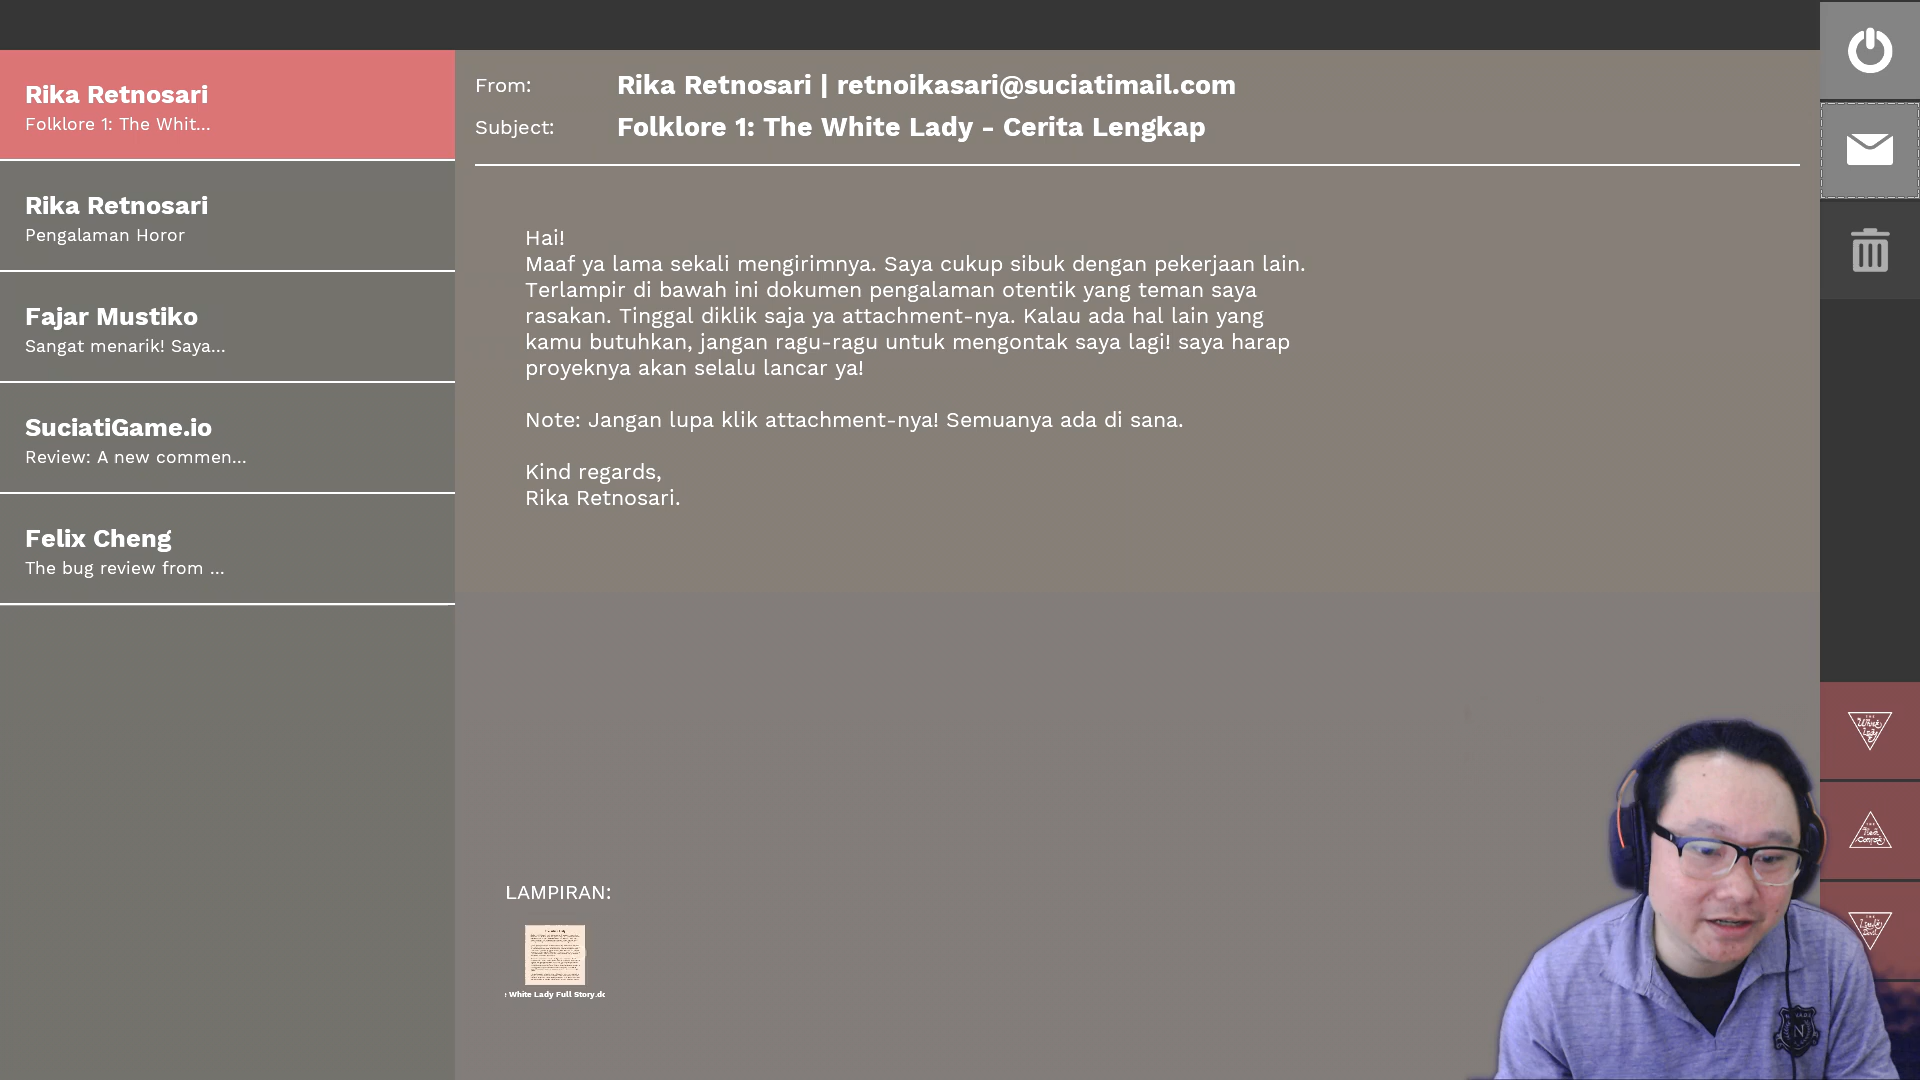 Rika Retnosari
Folklore 1: The Whit...
Rika Retnosari
Pengalaman Horor
Fajar Mustiko
Sangat menarik! Saya...
SuciatiGame.io
Review: A new commen...
Felix Cheng
The bug review from ...
From: Rika Retnosari | retnoikasari@suciatimail.com
Subject: Folklore 1: The White Lady - Cerita Lengkap
Hai!
Maaf ya lama sekali mengirimnya. Saya cukup sibuk dengan pekerjaan lain.
Terlampir di bawah ini dokumen pengalaman otentik yang teman saya
rasakan. Tinggal diklik saja ya attachment-nya. Kalau ada hal lain yang
kamu butuhkan, jangan ragu-ragu untuk mengontak saya lagi! saya harap
proyeknya akan selalu lancar ya!
Note: Jangan lupa klik attachment-nya! Semuanya ada di sana.
Kind regards,
Rika Retnosari.
LAMPIRAN:
White Lady Full Story.do
THE
White
Lady
N